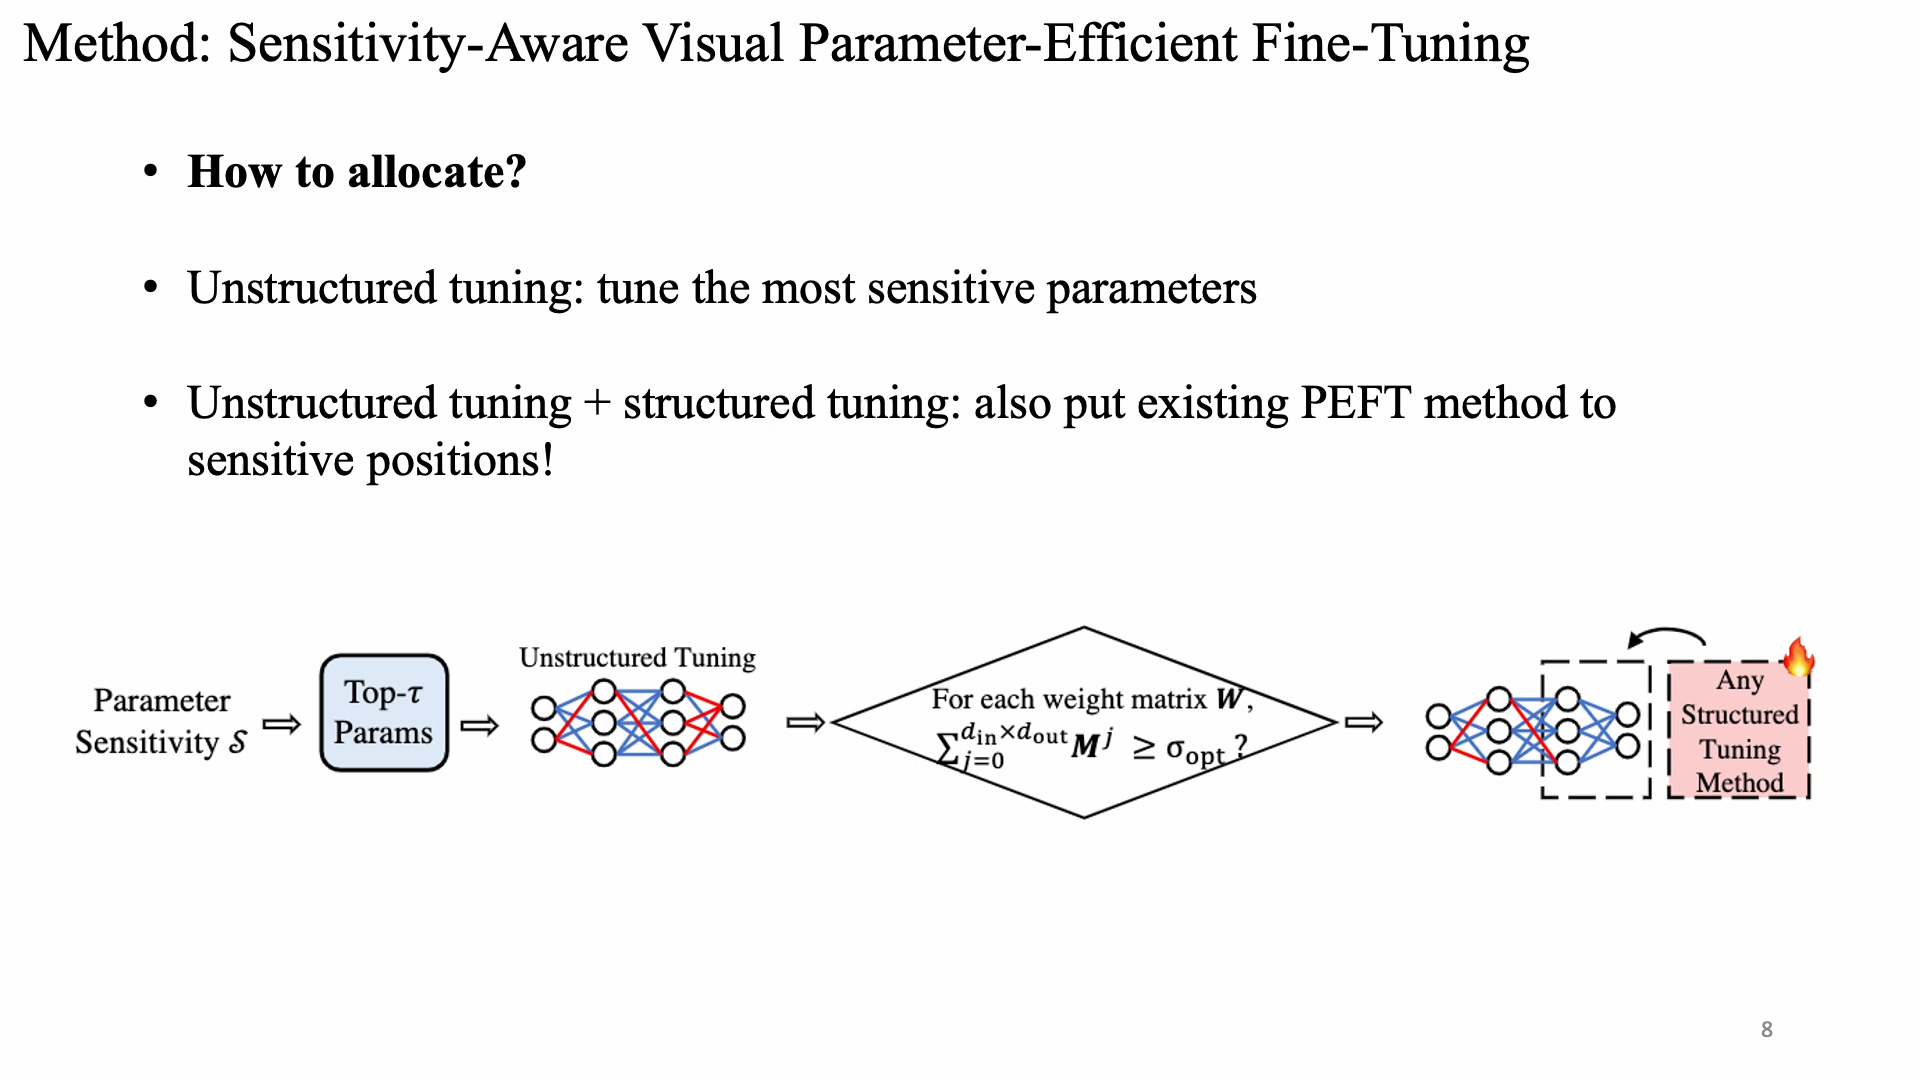 Method: Sensitivity-Aware Visual Parameter-Efficient Fine-Tuning
• How to allocate?
• Unstructured tuning: tune the most sensitive parameters
• Unstructured tuning + structured tuning: also put existing PEFT method to
sensitive positions!
Parameter
Sensitivity 𝒮
Top-τ
Params
Unstructured Tuning
For each weight matrix 𝑾,
∑_{j=0}^{d_in×d_out} 𝑴^j ≥ σ_opt ?
Any
Structured
Tuning
Method
8